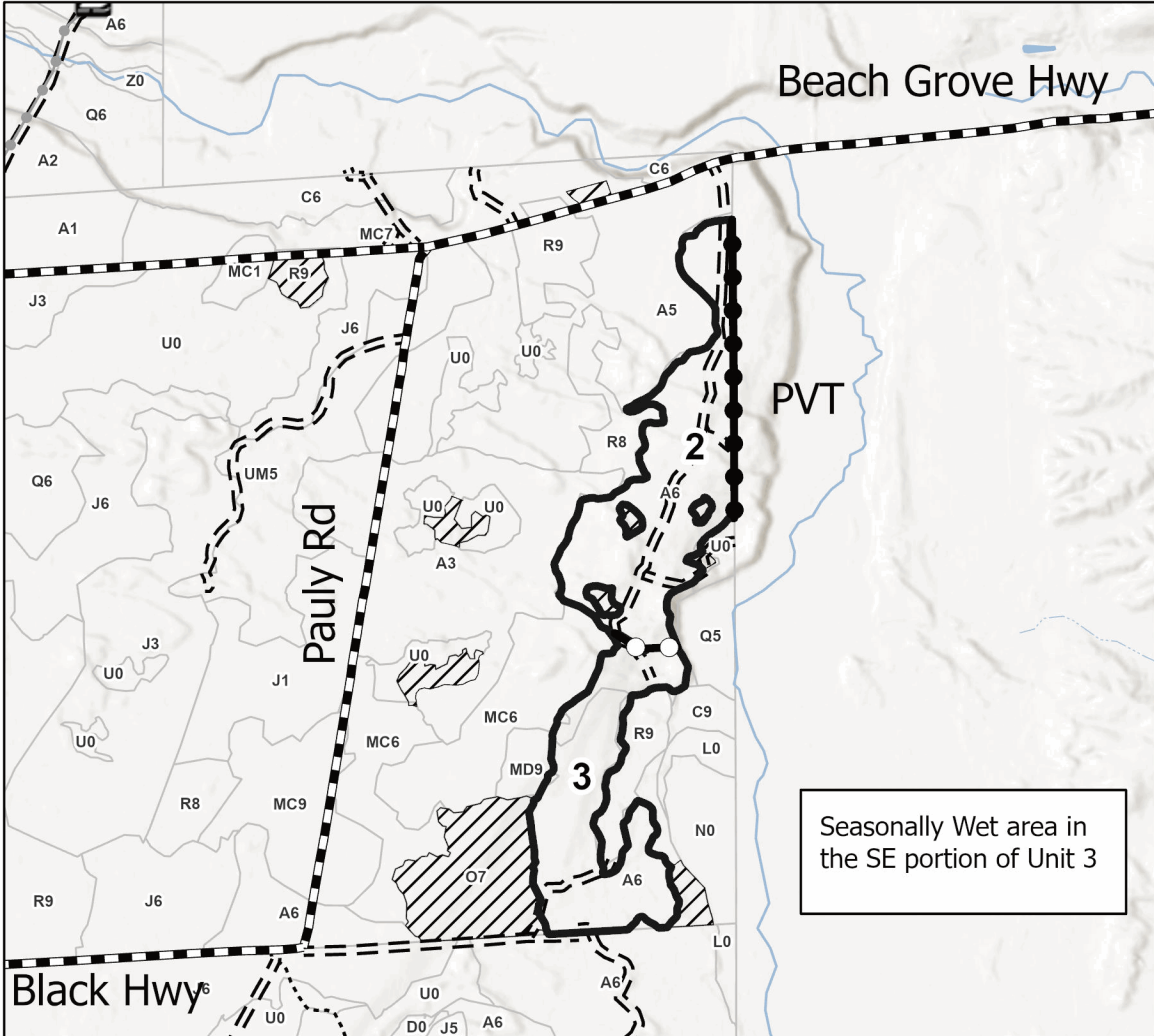 A6
Z0
Beach Grove Hwy
Q6
A2
C6
C6
A1
MC7
R9
MC1
R9
J3
A5
J6
U0
U0
U0
PVT
R8
2
UM5
Q6
A6
J6
U0
U0
Pauly Rd
U0
A3
Q5
J3
U0
U0
J1
C9
MC6
R9
U0
MC6
L0
MD9
3
R8
MC9
Seasonally Wet area in
the SE portion of Unit 3
N0
O7
A6
R9
J6
A6
L0
A6
Black Hwy
J6
U0
U0
A6
D0
J5